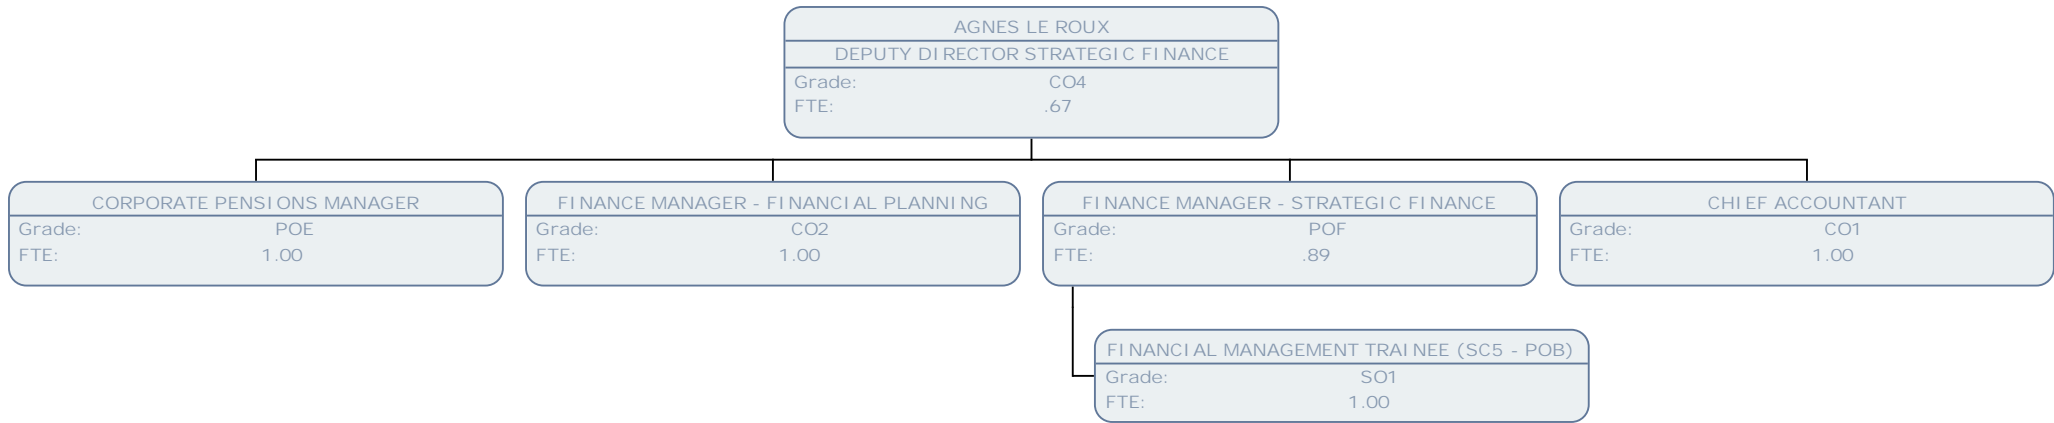 AGNES LE ROUX
DEPUTY DIRECTOR STRATEGIC FINANCE
Grade: CO4
FTE: .67
CORPORATE PENSIONS MANAGER
Grade: POE
FTE: 1.00
FINANCE MANAGER - FINANCIAL PLANNING
Grade: CO2
FTE: 1.00
FINANCE MANAGER - STRATEGIC FINANCE
Grade: POF
FTE: .89
CHIEF ACCOUNTANT
Grade: CO1
FTE: 1.00
FINANCIAL MANAGEMENT TRAINEE (SC5 - POB)
Grade: SO1
FTE: 1.00